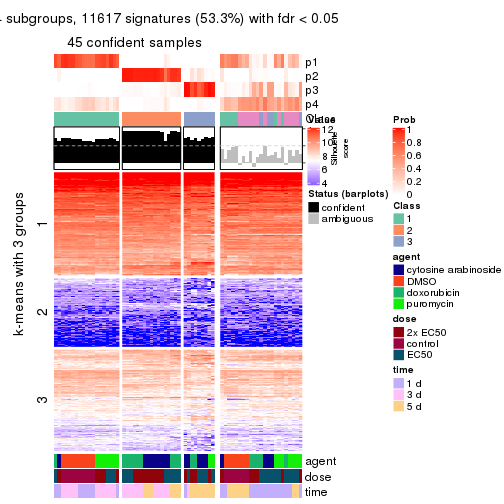 subgroups, 11617 signatures (53.3%) with fdr < 0.05
45 confident samples
p1
p2
p3
p4
Class
Value
12
10
8
6
4
Silhouette
score
Status (barplots)
confident
ambiguous
Prob
1
0.8
0.6
0.4
0.2
0
Class
1
2
3
agent
cytosine arabinoside
DMSO
doxorubicin
puromycin
dose
2x EC50
control
EC50
time
1 d
3 d
5 d
k-means with 3 groups
1
2
3
agent
dose
time